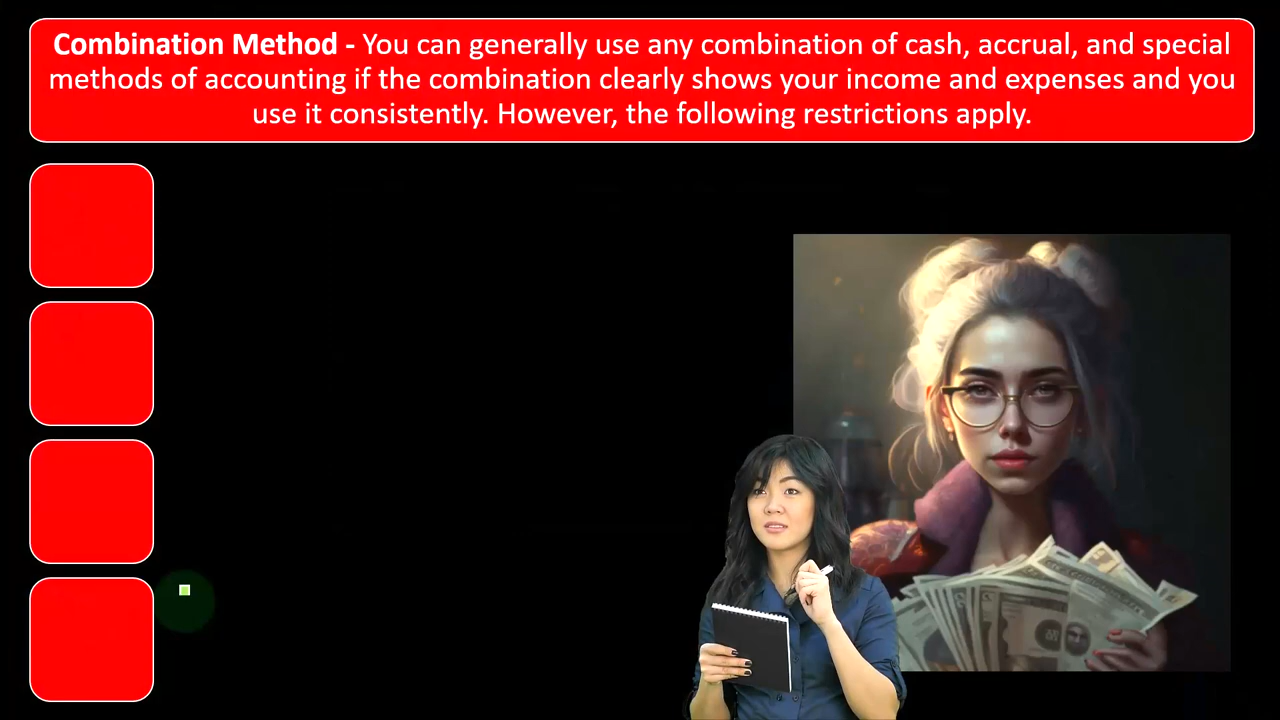 Combination Method - You can generally use any combination of cash, accrual, and special
methods of accounting if the combination clearly shows your income and expenses and you
use it consistently. However, the following restrictions apply.